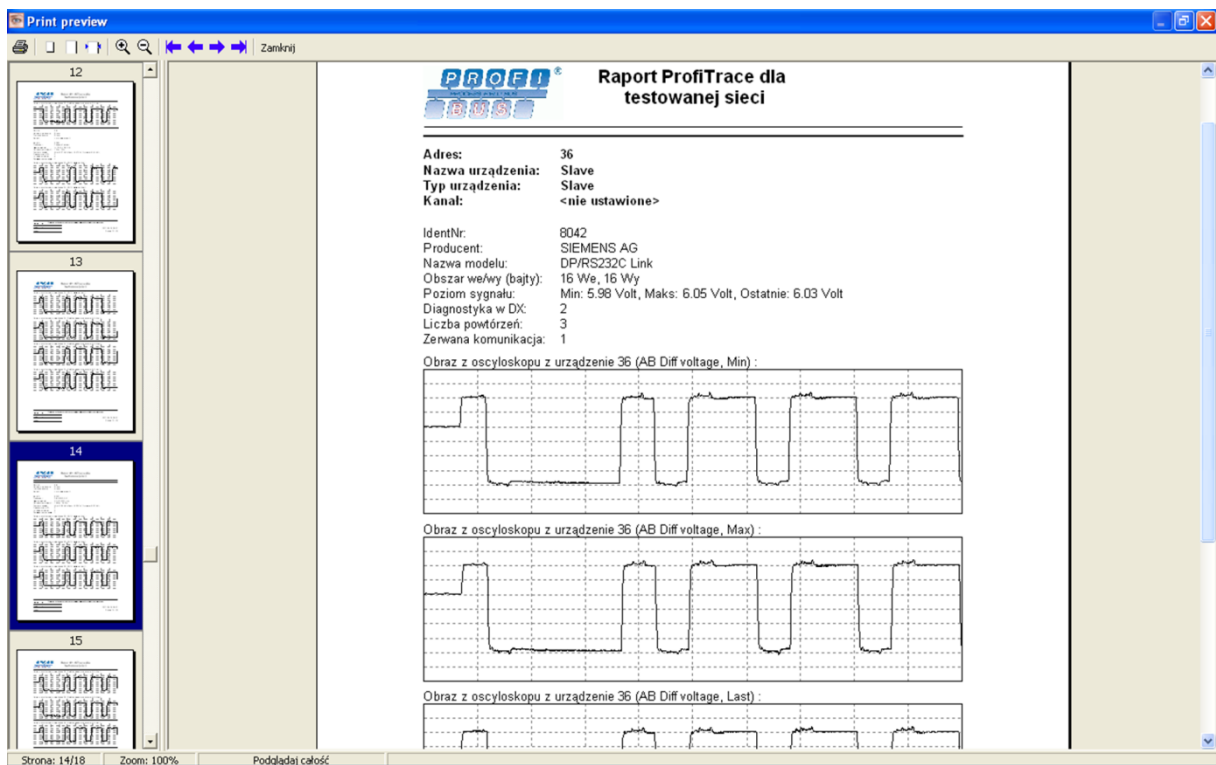 Print preview
Zamknij
12
13
14
15
PROFI ®
BUS
Raport ProfiTrace dla
testowanej sieci
Adres: 36
Nazwa urządzenia: Slave
Typ urządzenia: Slave
Kanał: <nie ustawione>
IdentNr: 8042
Producent: SIEMENS AG
Nazwa modelu: DP/RS232C Link
Obszar we/wy (bajty): 16 We, 16 Wy
Poziom sygnału: Min: 5.98 Volt, Maks: 6.05 Volt, Ostatnie: 6.03 Volt
Diagnostyka w DX: 2
Liczba powtórzeń: 3
Zerwana komunikacja: 1
Obraz z oscyloskopu z urządzenie 36 (AB Diff voltage, Min) :
Obraz z oscyloskopu z urządzenie 36 (AB Diff voltage, Max) :
Obraz z oscyloskopu z urządzenie 36 (AB Diff voltage, Last) :
Strona: 14/18 Zoom: 100% Podglądaj całość